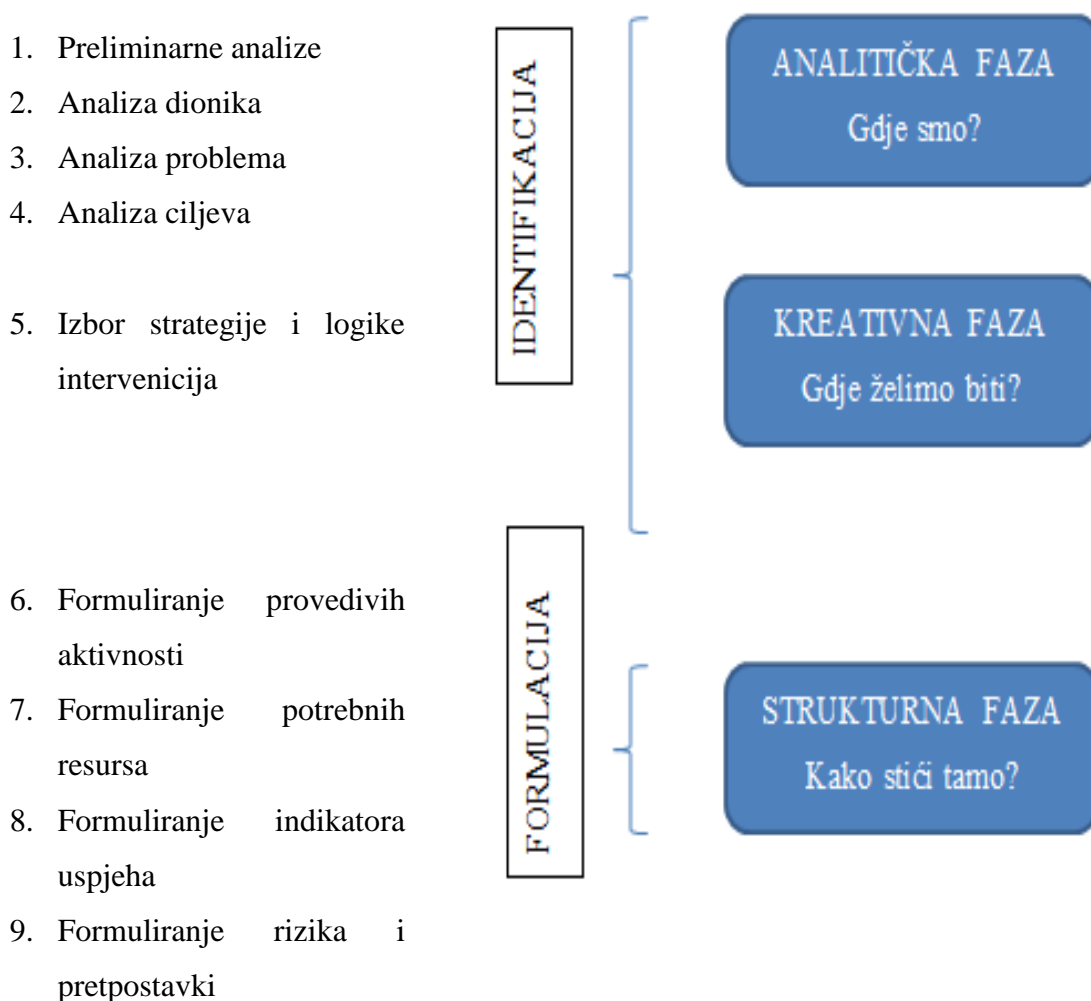 1. Preliminarne analize
2. Analiza dionika
3. Analiza problema
4. Analiza ciljeva
5. Izbor strategije i logike
intervenicija
6. Formuliranje provedivih
aktivnosti
7. Formuliranje potrebnih
resursa
8. Formuliranje indikatora
uspjeha
9. Formuliranje rizika i
pretpostavki
IDENTIFIKACIJA
FORMULACIJA
ANALITIČKA FAZA
Gdje smo?
KREATIVNA FAZA
Gdje želimo biti?
STRUKTURNA FAZA
Kako stići tamo?